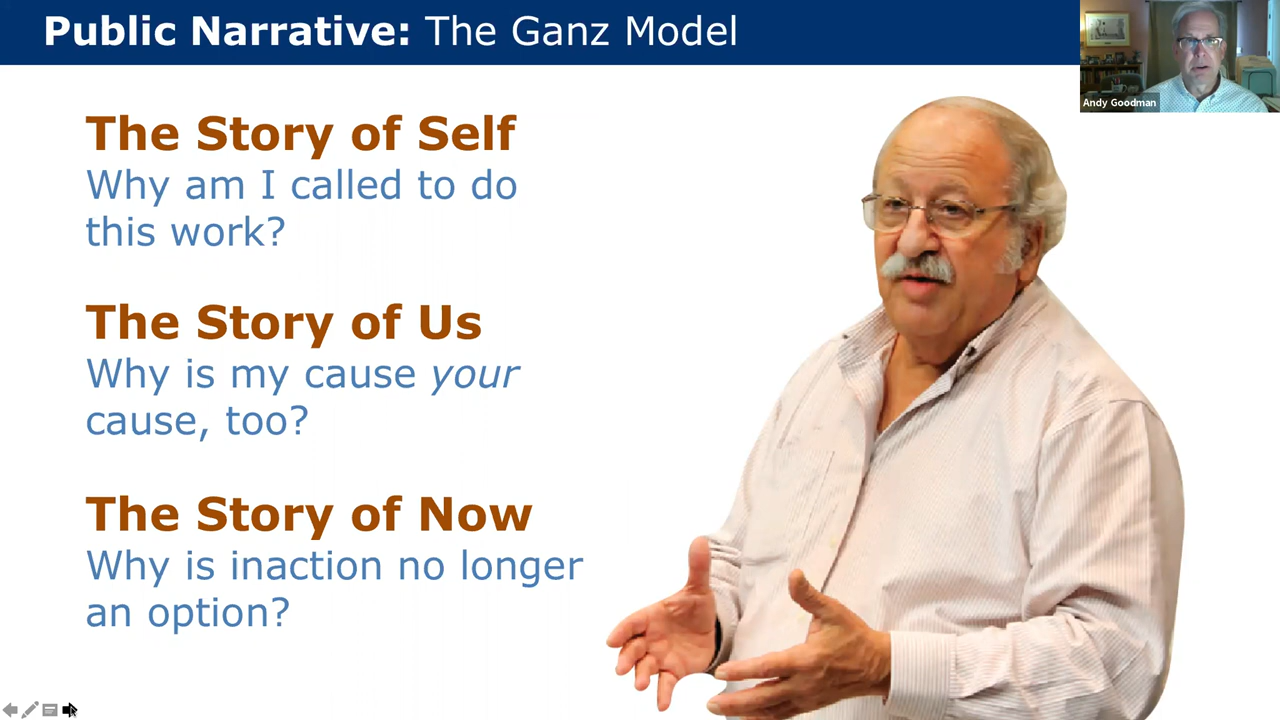 Public Narrative: The Ganz Model
Andy Goodman
The Story of Self
Why am I called to do
this work?
The Story of Us
Why is my cause your
cause, too?
The Story of Now
Why is inaction no longer
an option?